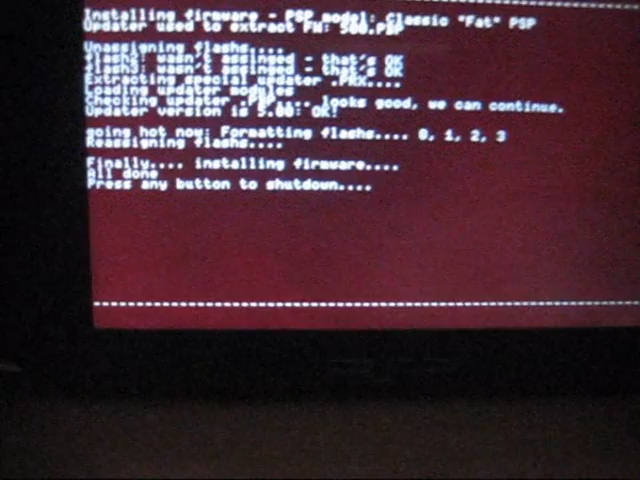 Installing firmware - PSP model: Classic "Fat" PSP
Updater used to extract FW: 500.PBP
Unassigning flashs....
flash2: wasn't assinged - that's OK
flash3: wasn't assinged - that's OK
Extracting special updater .PRX....
Loading updater modules
Checking updater .PBP.... looks good, we can continue.
Updater version is 5.00: OK!
going hot now: Formatting flashs.... 0, 1, 2, 3
Reassigning flashs....
Finally.... installing firmware....
All done
Press any button to shutdown....